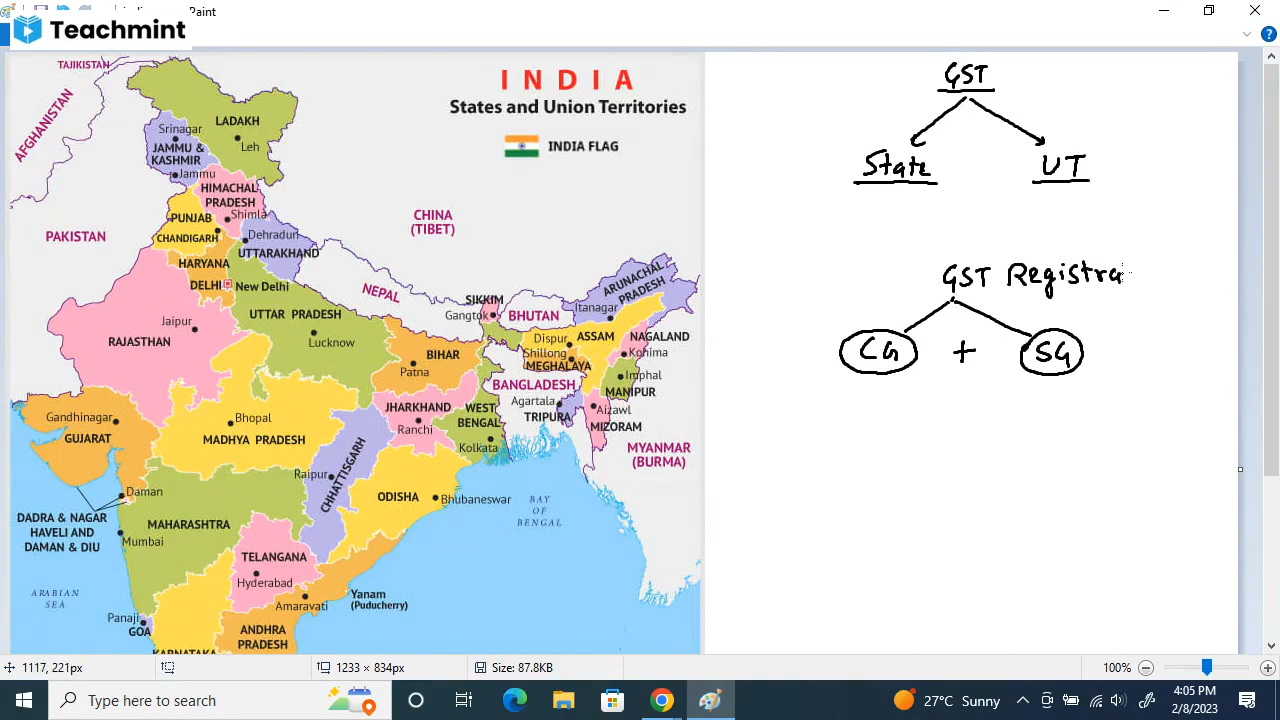 Paint
Teachmint
TAJIKISTAN
AFGHANISTAN
LADAKH
Srinagar
Leh
JAMMU &
KASHMIR
Jammu
HIMACHAL
PRADESH
Shimla
PUNJAB
CHANDIGARH
Dehradun
UTTARAKHAND
PAKISTAN
HARYANA
DELHI
New Delhi
CHINA
(TIBET)
NEPAL
UTTAR PRADESH
Lucknow
Jaipur
RAJASTHAN
SIKKIM
Gangtok
BHUTAN
ARUNACHAL
PRADESH
Itanagar
ASSAM
Dispur
NAGALAND
Kohima
Shillong
MEGHALAYA
Imphal
MANIPUR
BIHAR
Patna
BANGLADESH
Agartala
TRIPURA
Aizawl
MIZORAM
Gandhinagar
GUJARAT
Bhopal
MADHYA PRADESH
JHARKHAND
Ranchi
WEST
BENGAL
Kolkata
MYANMAR
(BURMA)
Raipur
CHHATTISGARH
ODISHA
Bhubaneswar
BAY
OF
BENGAL
Daman
DADRA & NAGAR
HAVELI AND
DAMAN & DIU
MAHARASHTRA
Mumbai
TELANGANA
Hyderabad
ARABIAN
SEA
Amaravati
Yanam
(Puducherry)
Panaji
GOA
ANDHRA
PRADESH
KARNATAKA
INDIA
States and Union Territories
INDIA FLAG
GST
State UT
GST Registra
CG + SG
1117, 221px 1233 × 834px Size: 87.8KB 100%
Type here to search 27°C Sunny 4:05 PM
2/8/2023